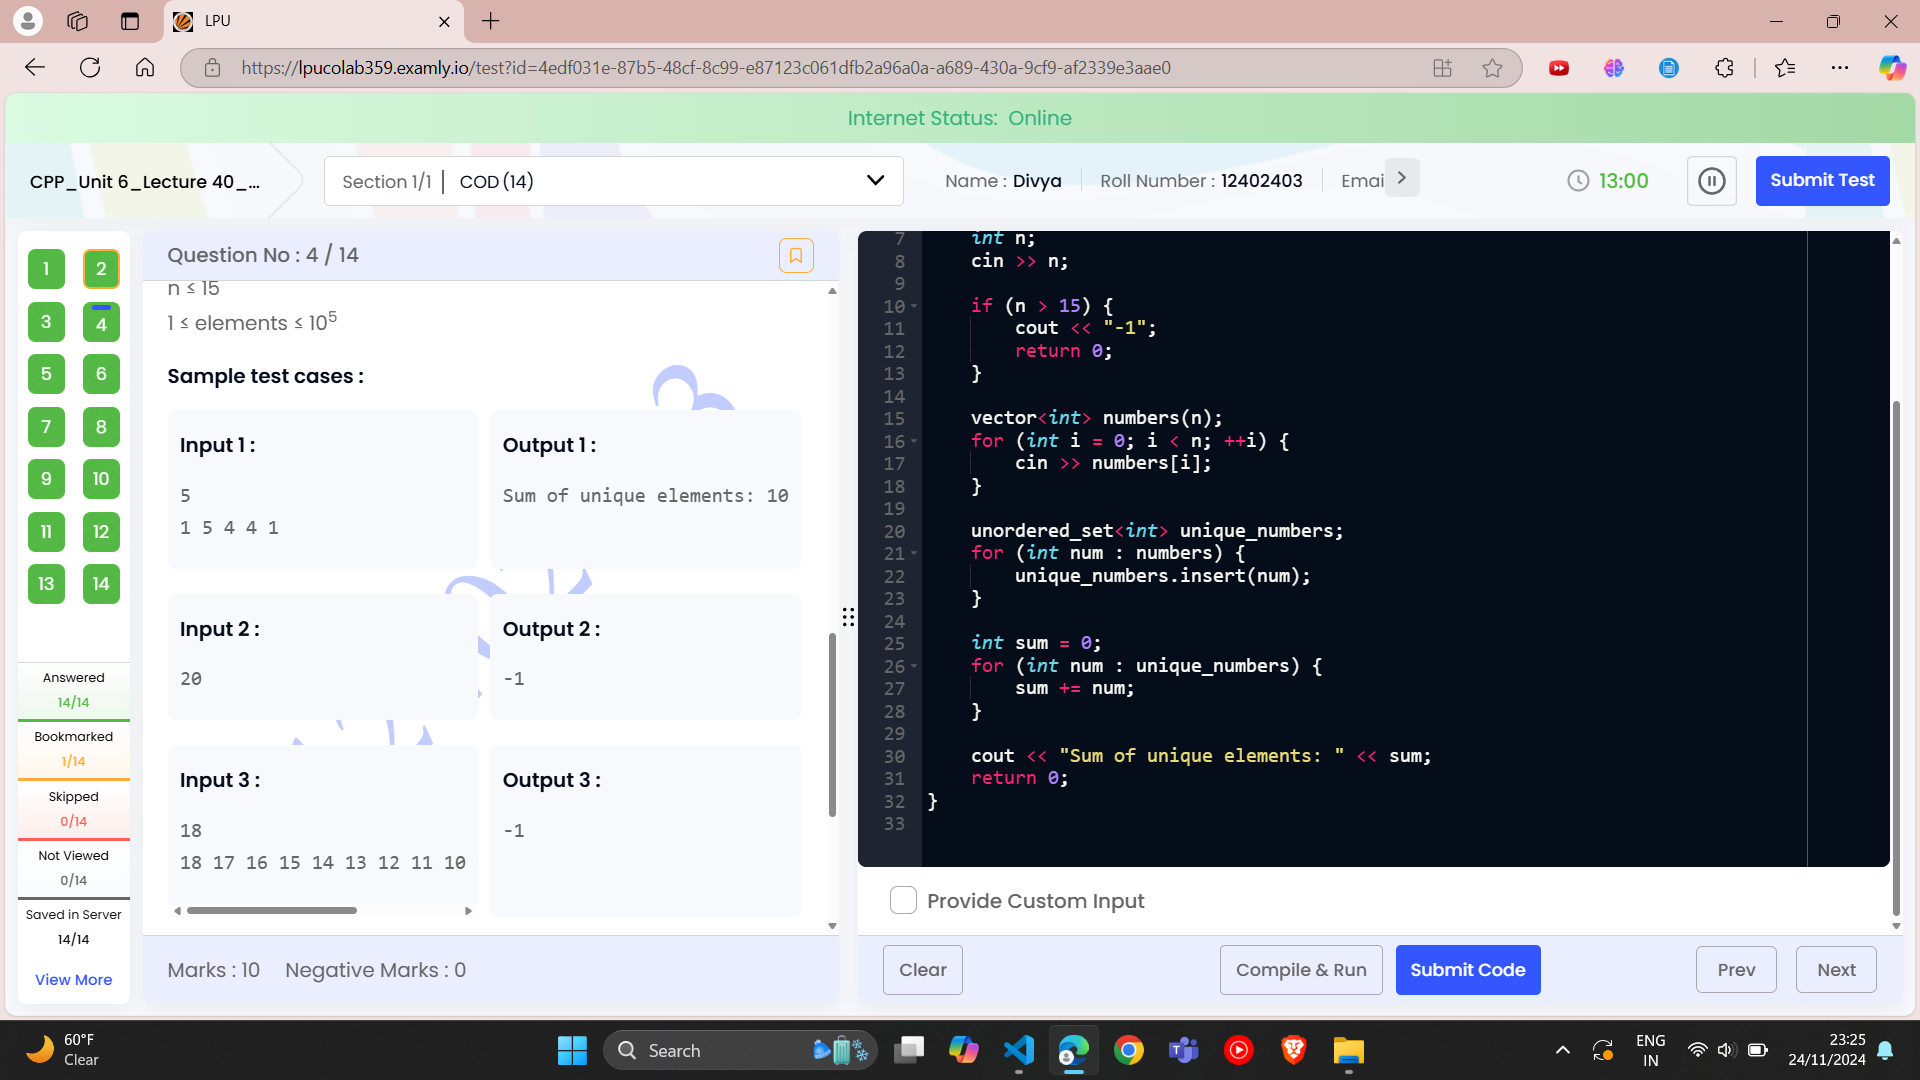 LPU
https://lpucolab359.examly.io/test?id=4edf031e-87b5-48cf-8c99-e87123c061dfb2a96a0a-a689-430a-9cf9-af2339e3aae0
Internet Status: Online
CPP_Unit 6_Lecture 40_...
Section 1/1 | COD (14)
Name : Divya
Roll Number : 12402403
Emai
13:00
Submit Test
1 2
3 4
5 6
7 8
9 10
11 12
13 14
Answered
14/14
Bookmarked
1/14
Skipped
0/14
Not Viewed
0/14
Saved in Server
14/14
View More
Question No : 4 / 14
n ≤ 15
1 ≤ elements ≤ 10⁵
Sample test cases :
Input 1 :
5
1 5 4 4 1
Output 1 :
Sum of unique elements: 10
Input 2 :
20
Output 2 :
-1
Input 3 :
18
18 17 16 15 14 13 12 11 10
Output 3 :
-1
Marks : 10 Negative Marks : 0
7 int n;
8 cin >> n;
9
10 if (n > 15) {
11 cout << "-1";
12 return 0;
13 }
14
15 vector<int> numbers(n);
16 for (int i = 0; i < n; ++i) {
17 cin >> numbers[i];
18 }
19
20 unordered_set<int> unique_numbers;
21 for (int num : numbers) {
22 unique_numbers.insert(num);
23 }
24
25 int sum = 0;
26 for (int num : unique_numbers) {
27 sum += num;
28 }
29
30 cout << "Sum of unique elements: " << sum;
31 return 0;
32 }
33
Provide Custom Input
Clear
Compile & Run
Submit Code
Prev
Next
60°F
Clear
Search
ENG
IN
23:25
24/11/2024